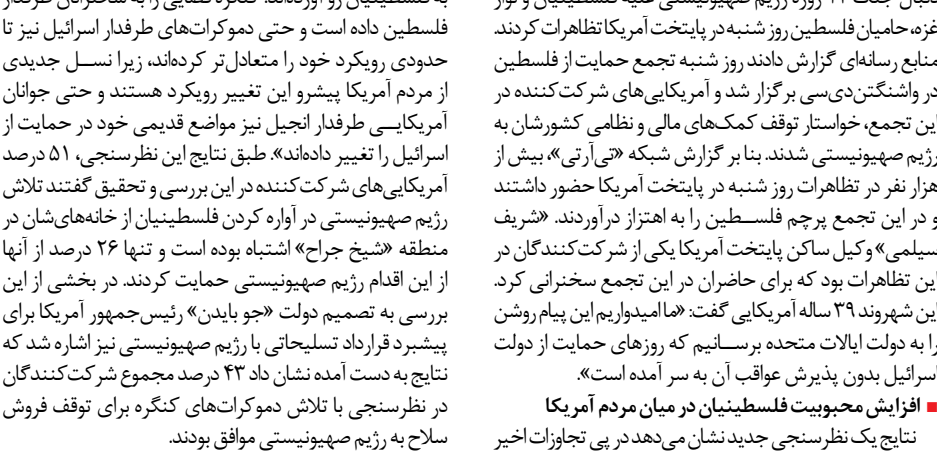 دنبال جنگ ۱۱ روزه رژیم صهیونیستی علیه فلسطینیان و نوار
غزه، حامیان فلسطین روز شنبه در پایتخت آمریکا تظاهرات کردند.
منابع رسانه‌ای گزارش دادند روز شنبه تجمع حمایت از فلسطین
در واشنگتن‌دی‌سی برگزار شد و آمریکایی‌های شرکت‌کننده در
این تجمع، خواستار توقف کمک‌های مالی و نظامی کشورشان به
رژیم صهیونیستی شدند. بنا بر گزارش شبکه «تی‌آرتی»، بیش از
هزار نفر در تظاهرات روز شنبه در پایتخت آمریکا حضور داشتند
و در این تجمع پرچم فلسـطین را به اهتزاز درآوردند. «شریف
سیلمی» وکیل ساکن پایتخت آمریکا یکی از شرکت‌کنندگان در
این تظاهرات بود که برای حاضران در این تجمع سخنرانی کرد.
این شهروند ۳۹ ساله آمریکایی گفت: «ما امیدواریم این پیام روشن
را به دولت ایالات متحده برسـانیم که روزهای حمایت از دولت
اسرائیل بدون پذیرش عواقب آن به سر آمده است».
■ افزایش محبوبیت فلسطینیان در میان مردم آمریکا
نتایج یک نظرسنجی جدید نشان می‌دهد در پی تجاوزات اخیر
به فلسطینیان رو آورده‌اند. کنگره فضایی را به سخنرانان طرفدار
فلسطین داده است و حتی دموکرات‌های طرفدار اسرائیل نیز تا
حدودی رویکرد خود را متعادل‌تر کرده‌اند، زیرا نسـل جدیدی
از مردم آمریکا پیشرو این تغییر رویکرد هستند و حتی جوانان
آمریکایـی طرفدار انجیل نیز مواضع قدیمی خود در حمایت از
اسرائیل را تغییر داده‌اند». طبق نتایج این نظرسنجی، ۵۱ درصد
آمریکایی‌های شرکت‌کننده در این بررسی و تحقیق گفتند تلاش
رژیم صهیونیستی در آواره کردن فلسطینیان از خانه‌های‌شان در
منطقه «شیخ جراح» اشتباه بوده است و تنها ۲۶ درصد از آنها
از این اقدام رژیم صهیونیستی حمایت کردند. در بخشی از این
بررسی به تصمیم دولت «جو بایدن» رئیس‌جمهور آمریکا برای
پیشبرد قرارداد تسلیحاتی با رژیم صهیونیستی نیز اشاره شد که
نتایج به دست آمده نشان داد ۴۳ درصد مجموع شرکت‌کنندگان
در نظرسنجی با تلاش دموکرات‌های کنگره برای توقف فروش
سلاح به رژیم صهیونیستی موافق بودند.